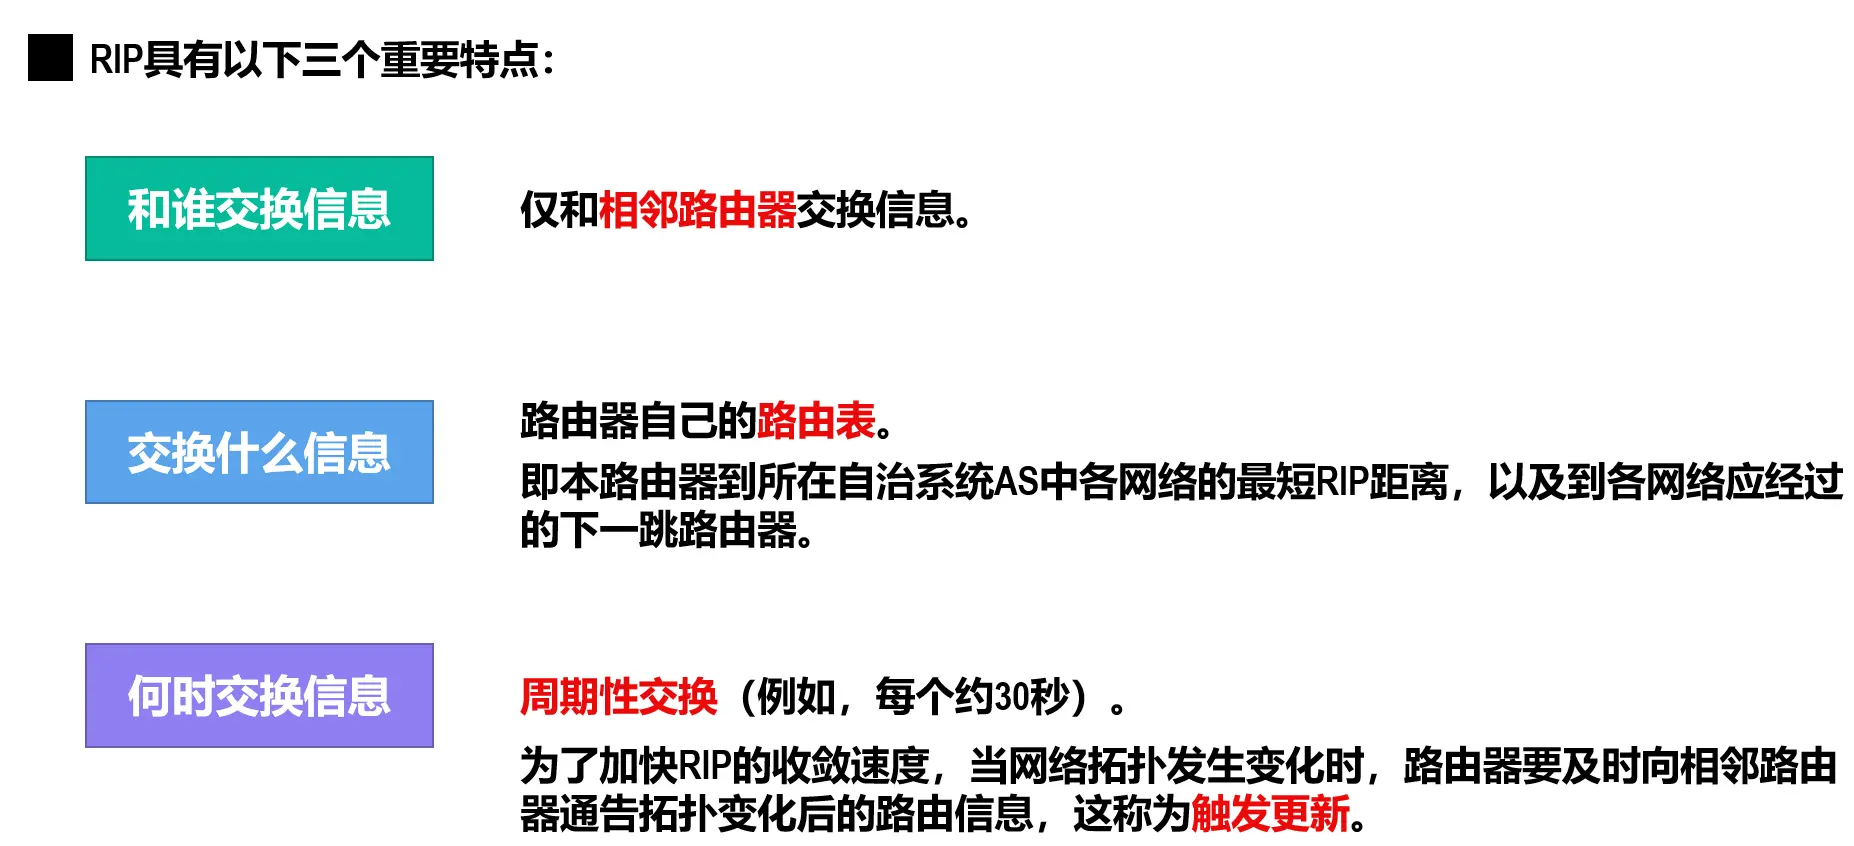 RIP具有以下三个重要特点：
和谁交换信息
仅和相邻路由器交换信息。
交换什么信息
路由器自己的路由表。
即本路由器到所在自治系统AS中各网络的最短RIP距离，以及到各网络应经过
的下一跳路由器。
何时交换信息
周期性交换（例如，每个约30秒）。
为了加快RIP的收敛速度，当网络拓扑发生变化时，路由器要及时向相邻路由
器通告拓扑变化后的路由信息，这称为触发更新。